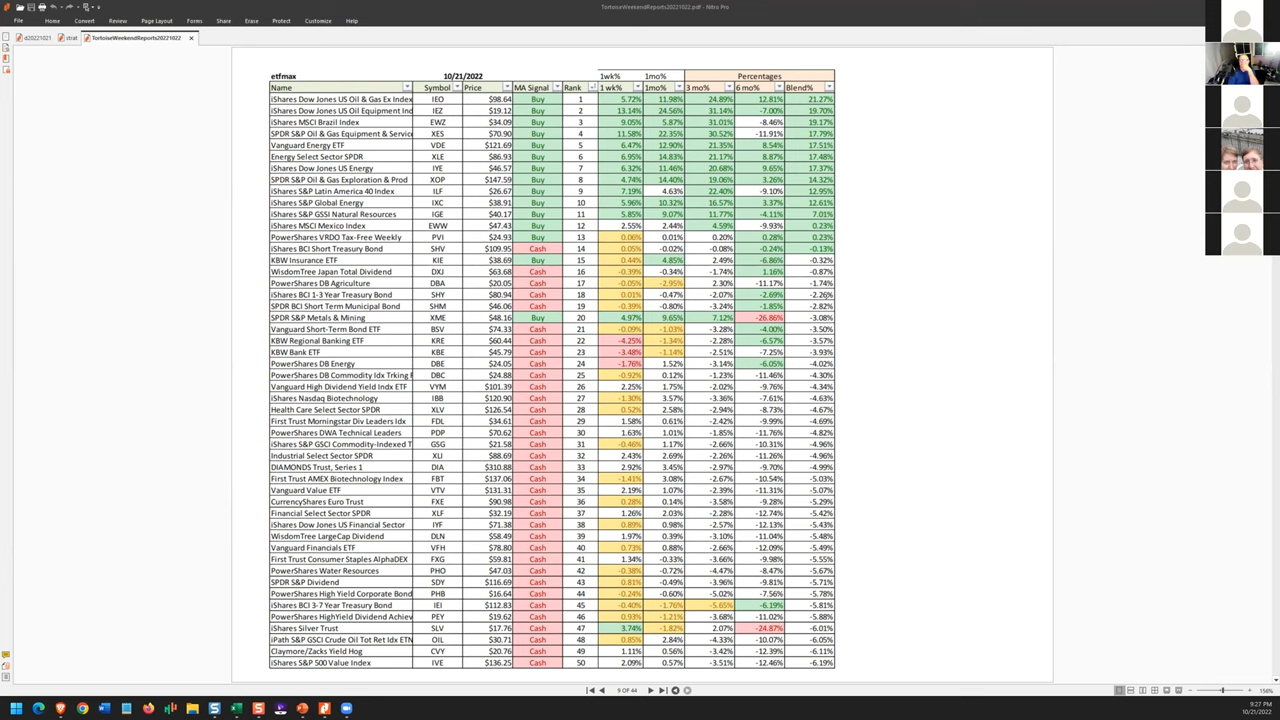 TortoiseWeekendReports20221022.pdf - Nitro Pro
File Home Convert Review Page Layout Forms Share Erase Protect Customize Help
d20221021 strat TortoiseWeekendReports20221022
etfmax 10/21/2022 1wk% 1mo% Percentages
Name Symbol Price MA Signal Rank 1 wk% 1mo% 3 mo% 6 mo% Blend%
iShares Dow Jones US Oil & Gas Ex Index IEO $98.64 Buy 1 5.72% 11.98% 24.89% 12.81% 21.27%
iShares Dow Jones US Oil Equipment Ind IEZ $19.12 Buy 2 13.14% 24.56% 31.14% -7.00% 19.70%
iShares MSCI Brazil Index EWZ $34.09 Buy 3 9.05% 5.87% 31.01% -8.46% 19.17%
SPDR S&P Oil & Gas Equipment & Service XES $70.90 Buy 4 11.58% 22.35% 30.52% -11.91% 17.79%
Vanguard Energy ETF VDE $121.69 Buy 5 6.47% 12.90% 21.35% 8.54% 17.51%
Energy Select Sector SPDR XLE $86.93 Buy 6 6.95% 14.83% 21.17% 8.87% 17.48%
iShares Dow Jones US Energy IYE $46.57 Buy 7 6.32% 11.46% 20.68% 9.65% 17.37%
SPDR S&P Oil & Gas Exploration & Prod XOP $147.59 Buy 8 4.74% 14.40% 19.06% 3.26% 14.32%
iShares S&P Latin America 40 Index ILF $26.67 Buy 9 7.19% 4.63% 22.40% -9.10% 12.95%
iShares S&P Global Energy IXC $38.91 Buy 10 5.96% 10.32% 16.57% 3.37% 12.61%
iShares S&P GSSI Natural Resources IGE $40.17 Buy 11 5.85% 9.07% 11.77% -4.11% 7.01%
iShares MSCI Mexico Index EWW $47.43 Buy 12 2.55% 2.44% 4.59% -9.93% 0.23%
PowerShares VRDO Tax-Free Weekly PVI $24.93 Buy 13 0.06% 0.01% 0.20% 0.28% 0.23%
iShares BCI Short Treasury Bond SHV $109.95 Cash 14 0.05% -0.02% -0.08% -0.24% -0.13%
KBW Insurance ETF KIE $38.69 Buy 15 0.44% 4.85% 2.49% -6.86% -0.32%
WisdomTree Japan Total Dividend DXJ $63.68 Cash 16 -0.39% -0.34% -1.74% 1.16% -0.87%
PowerShares DB Agriculture DBA $20.05 Cash 17 -0.05% -2.95% 2.30% -11.17% -1.74%
iShares BCI 1-3 Year Treasury Bond SHY $80.94 Cash 18 0.01% -0.47% -2.07% -2.69% -2.26%
SPDR BCI Short Term Municipal Bond SHM $46.06 Cash 19 -0.39% -0.80% -3.24% -1.85% -2.82%
SPDR S&P Metals & Mining XME $48.16 Buy 20 4.97% 9.65% 7.12% -26.86% -3.08%
Vanguard Short-Term Bond ETF BSV $74.33 Cash 21 -0.09% -1.03% -3.28% -4.00% -3.50%
KBW Regional Banking ETF KRE $60.44 Cash 22 -4.25% -1.34% -2.28% -6.57% -3.57%
KBW Bank ETF KBE $45.79 Cash 23 -3.48% -1.14% -2.51% -7.25% -3.93%
PowerShares DB Energy DBE $24.05 Cash 24 -1.76% 1.52% -3.14% -6.05% -4.02%
PowerShares DB Commodity Idx Trking F DBC $24.88 Cash 25 -0.92% 0.12% -1.23% -11.46% -4.30%
Vanguard High Dividend Yield Indx ETF VYM $101.39 Cash 26 2.25% 1.75% -2.02% -9.76% -4.34%
iShares Nasdaq Biotechnology IBB $120.90 Cash 27 -1.30% 3.57% -3.36% -7.61% -4.63%
Health Care Select Sector SPDR XLV $126.54 Cash 28 0.52% 2.58% -2.94% -8.73% -4.67%
First Trust Morningstar Div Leaders Idx FDL $34.61 Cash 29 1.58% 0.61% -2.42% -9.99% -4.69%
PowerShares DWA Technical Leaders PDP $70.62 Cash 30 1.63% 1.01% -1.85% -11.76% -4.82%
iShares S&P GSCI Commodity-Indexed T GSG $21.58 Cash 31 -0.46% 1.17% -2.66% -10.31% -4.96%
Industrial Select Sector SPDR XLI $88.69 Cash 32 2.43% 2.69% -2.26% -11.26% -4.96%
DIAMONDS Trust, Series 1 DIA $310.88 Cash 33 2.92% 3.45% -2.97% -9.70% -4.99%
First Trust AMEX Biotechnology Index FBT $137.06 Cash 34 -1.41% 3.08% -2.67% -10.54% -5.03%
Vanguard Value ETF VTV $131.31 Cash 35 2.19% 1.07% -2.39% -11.31% -5.07%
CurrencyShares Euro Trust FXE $90.98 Cash 36 0.28% 0.14% -3.58% -9.28% -5.29%
Financial Select Sector SPDR XLF $32.19 Cash 37 1.26% 2.03% -2.28% -12.74% -5.42%
iShares Dow Jones US Financial Sector IYF $71.38 Cash 38 0.89% 0.98% -2.57% -12.13% -5.43%
WisdomTree LargeCap Dividend DLN $58.49 Cash 39 1.97% 0.39% -3.10% -11.04% -5.48%
Vanguard Financials ETF VFH $78.80 Cash 40 0.73% 0.88% -2.66% -12.09% -5.49%
First Trust Consumer Staples AlphaDEX FXG $59.81 Cash 41 1.34% -0.33% -3.66% -9.98% -5.55%
PowerShares Water Resources PHO $47.03 Cash 42 -0.38% -0.72% -4.47% -8.47% -5.67%
SPDR S&P Dividend SDY $116.69 Cash 43 0.81% -0.49% -3.96% -9.81% -5.71%
PowerShares High Yield Corporate Bond PHB $16.64 Cash 44 -0.24% -0.60% -5.02% -7.56% -5.78%
iShares BCI 3-7 Year Treasury Bond IEI $112.83 Cash 45 -0.40% -1.76% -5.65% -6.19% -5.81%
PowerShares HighYield Dividend Achiev PEY $19.62 Cash 46 0.93% -1.21% -3.68% -11.02% -5.88%
iShares Silver Trust SLV $17.76 Cash 47 3.74% -1.82% 2.07% -24.87% -6.01%
iPath S&P GSCI Crude Oil Tot Ret Idx ETN OIL $30.71 Cash 48 0.85% 2.84% -4.33% -10.07% -6.05%
Claymore/Zacks Yield Hog CVY $20.76 Cash 49 1.11% 0.56% -3.42% -12.39% -6.11%
iShares S&P 500 Value Index IVE $136.25 Cash 50 2.09% 0.57% -3.51% -12.46% -6.19%
9 OF 44
156%
9:27 PM
10/21/2022